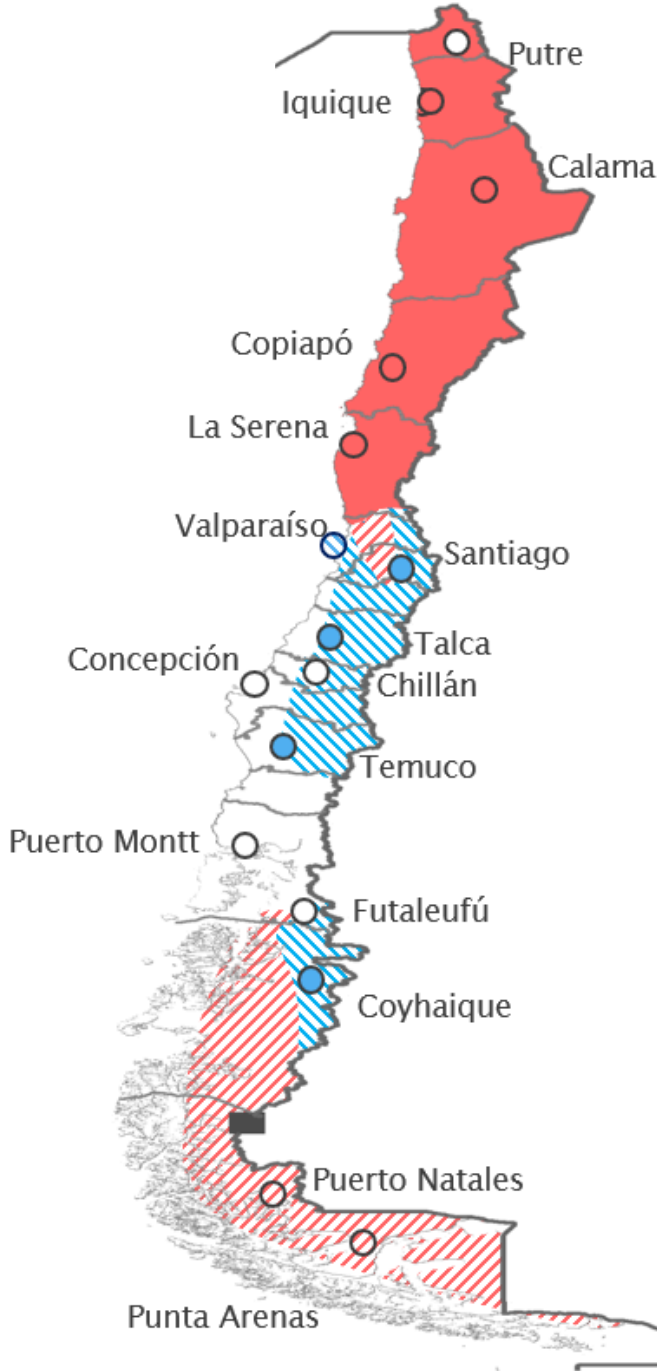 Putre
Iquique
Calama
Copiapó
La Serena
Valparaíso
Santiago
Talca
Concepción
Chillán
Temuco
Puerto Montt
Futaleufú
Coyhaique
Puerto Natales
Punta Arenas